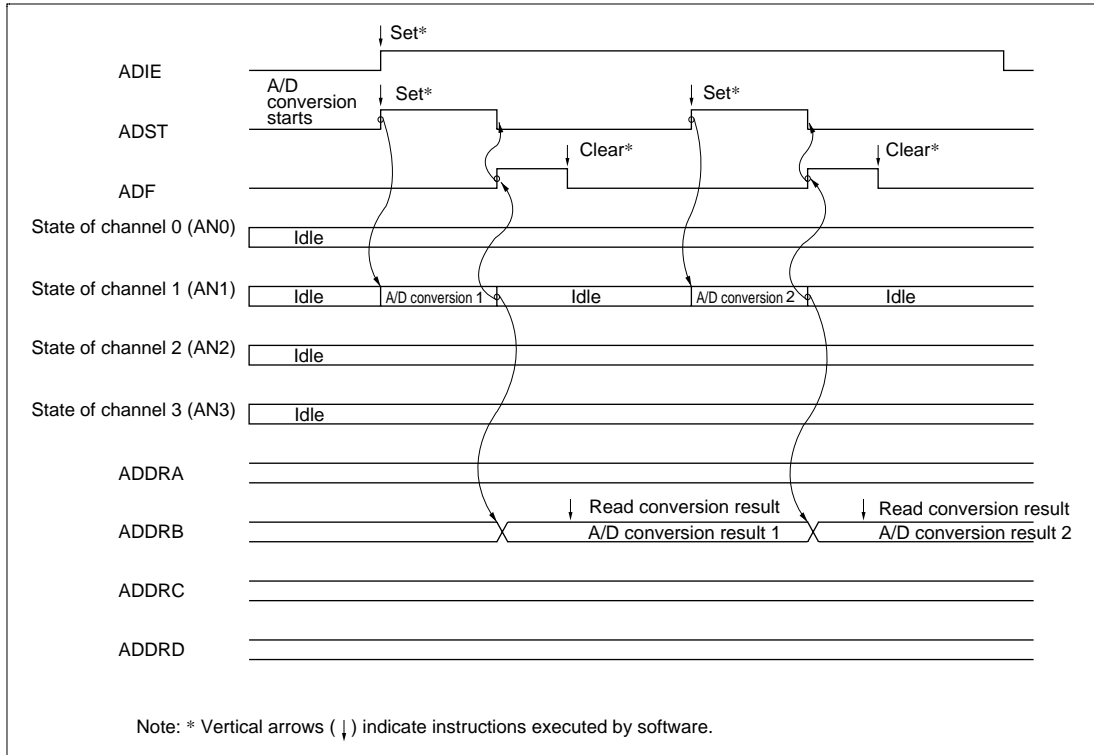 Set*
ADIE
A/D
conversion
starts
Set*
Set*
ADST
Clear*
Clear*
ADF
State of channel 0 (AN0)
Idle
State of channel 1 (AN1)
Idle
A/D conversion 1
Idle
A/D conversion 2
Idle
State of channel 2 (AN2)
Idle
State of channel 3 (AN3)
Idle
ADDRA
Read conversion result
Read conversion result
ADDRB
A/D conversion result 1
A/D conversion result 2
ADDRC
ADDRD
Note: * Vertical arrows (↓) indicate instructions executed by software.